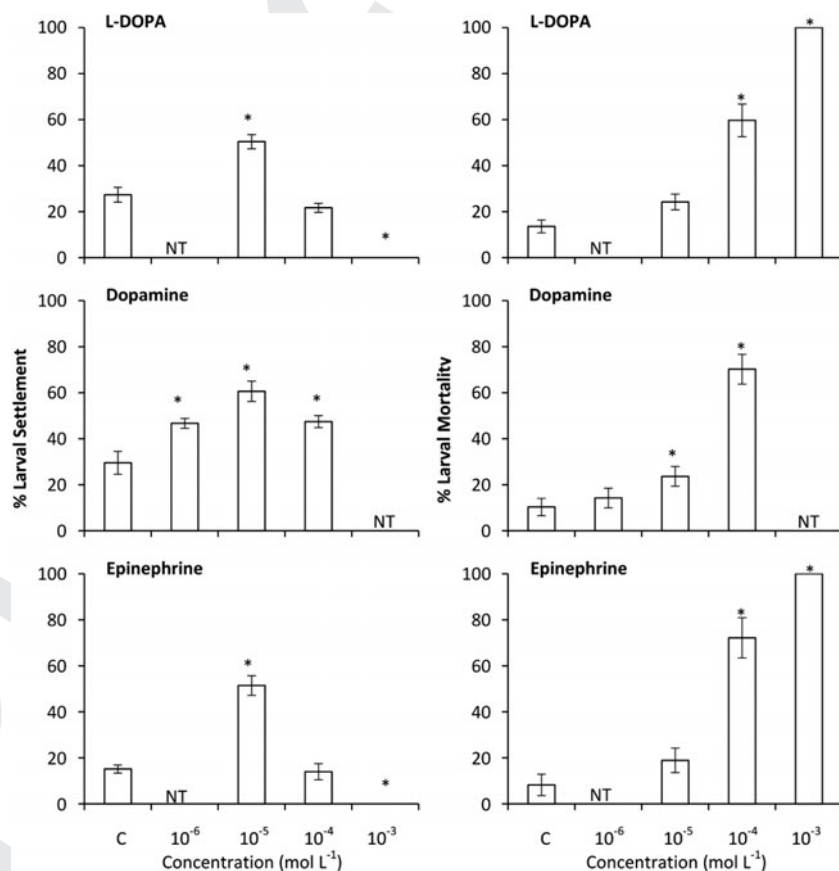 L-DOPA
100
80
60
40
20
0
*
NT
*
L-DOPA
100
80
60
40
20
0
NT
*
*
% Larval Settlement
Dopamine
100
80
60
40
20
0
*
*
*
NT
% Larval Mortality
Dopamine
100
80
60
40
20
0
*
*
NT
Epinephrine
100
80
60
40
20
0
NT
*
*
C 10⁻⁶ 10⁻⁵ 10⁻⁴ 10⁻³
Concentration (mol L⁻¹)
Epinephrine
100
80
60
40
20
0
NT
*
*
C 10⁻⁶ 10⁻⁵ 10⁻⁴ 10⁻³
Concentration (mol L⁻¹)